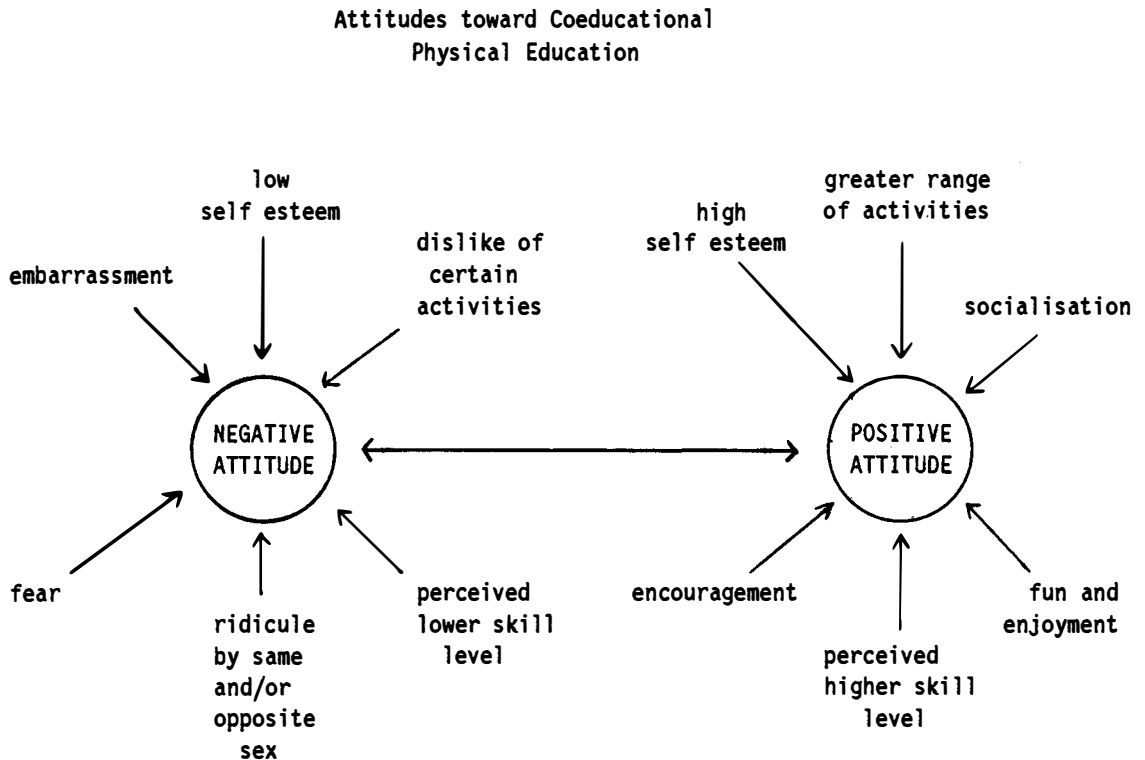 Attitudes toward Coeducational
Physical Education
low
self esteem
embarrassment
dislike of
certain
activities
NEGATIVE
ATTITUDE
fear
ridicule
by same
and/or
opposite
sex
perceived
lower skill
level
high
self esteem
greater range
of activities
socialisation
POSITIVE
ATTITUDE
encouragement
perceived
higher skill
level
fun and
enjoyment